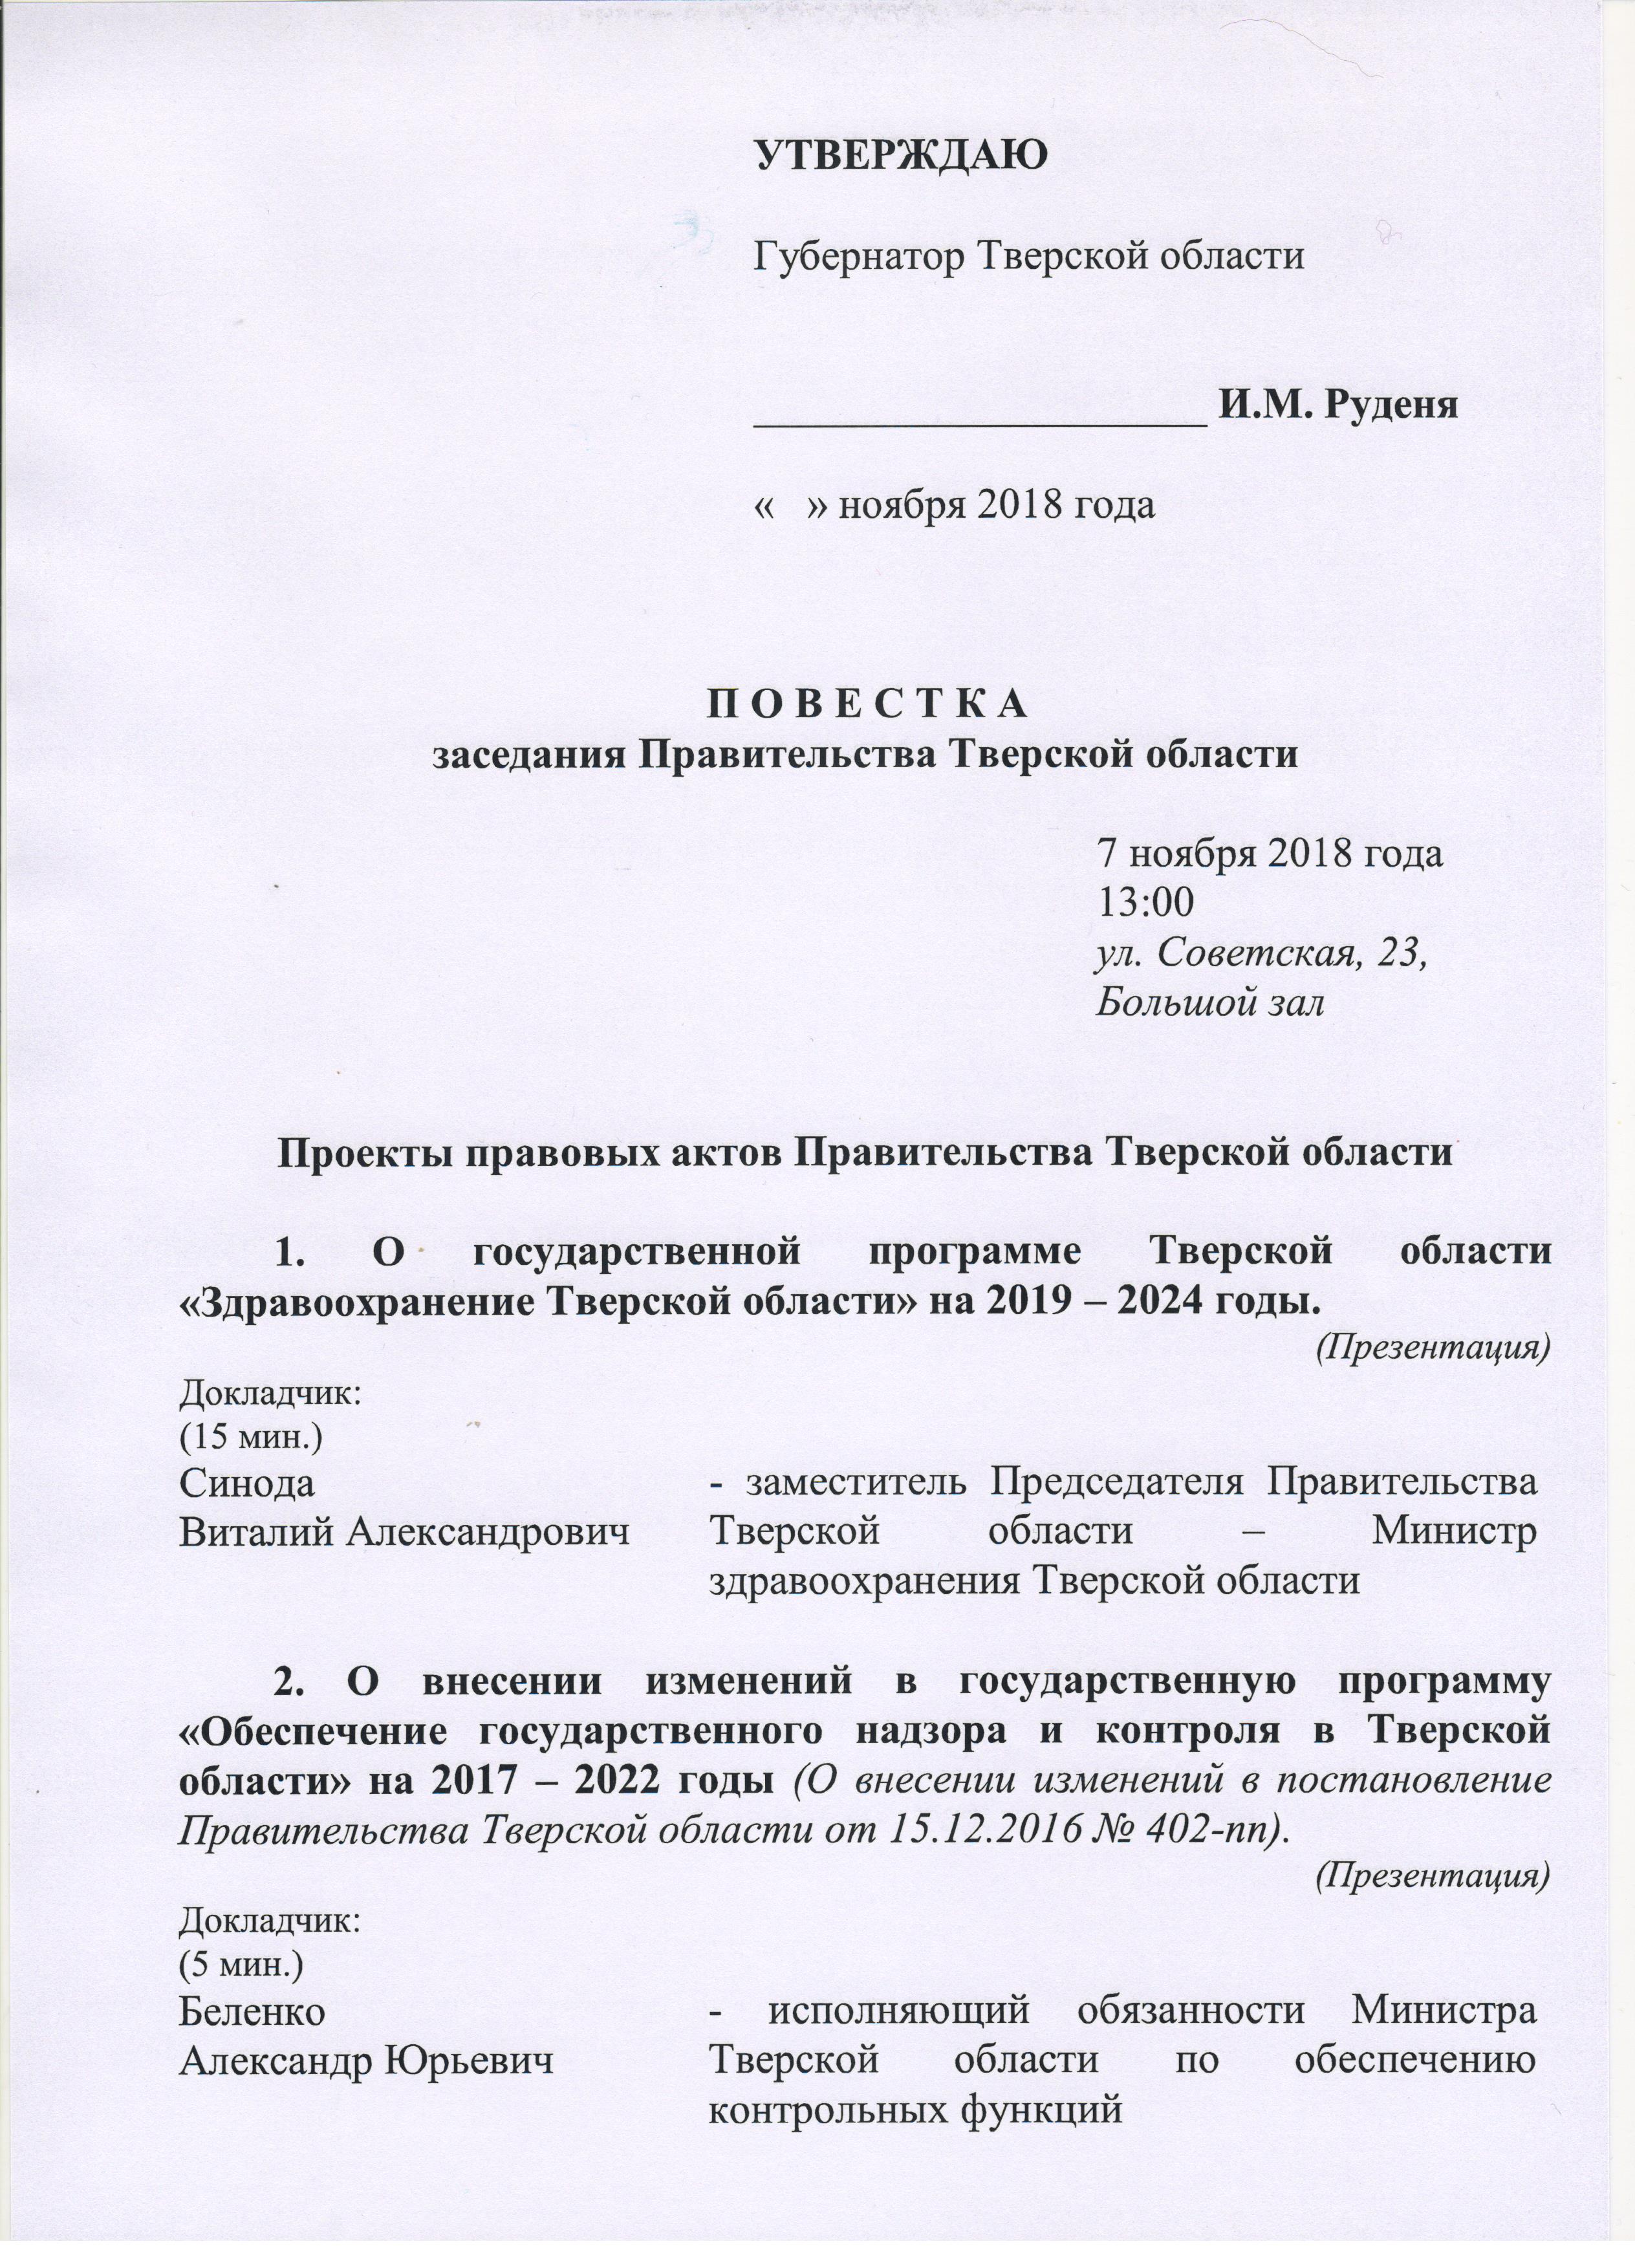 УТВЕРЖДАЮ
Губернатор Тверской области
И.М. Руденя
« » ноября 2018 года
П О В Е С Т К А
заседания Правительства Тверской области
7 ноября 2018 года
13:00
ул. Советская, 23,
Большой зал
Проекты правовых актов Правительства Тверской области
1. О государственной программе Тверской области
«Здравоохранение Тверской области» на 2019 – 2024 годы.
(Презентация)
Докладчик:
(15 мин.)
Синода - заместитель Председателя Правительства
Виталий Александрович Тверской области – Министр
здравоохранения Тверской области
2. О внесении изменений в государственную программу
«Обеспечение государственного надзора и контроля в Тверской
области» на 2017 – 2022 годы (О внесении изменений в постановление
Правительства Тверской области от 15.12.2016 № 402-пп).
(Презентация)
Докладчик:
(5 мин.)
Беленко - исполняющий обязанности Министра
Александр Юрьевич Тверской области по обеспечению
контрольных функций